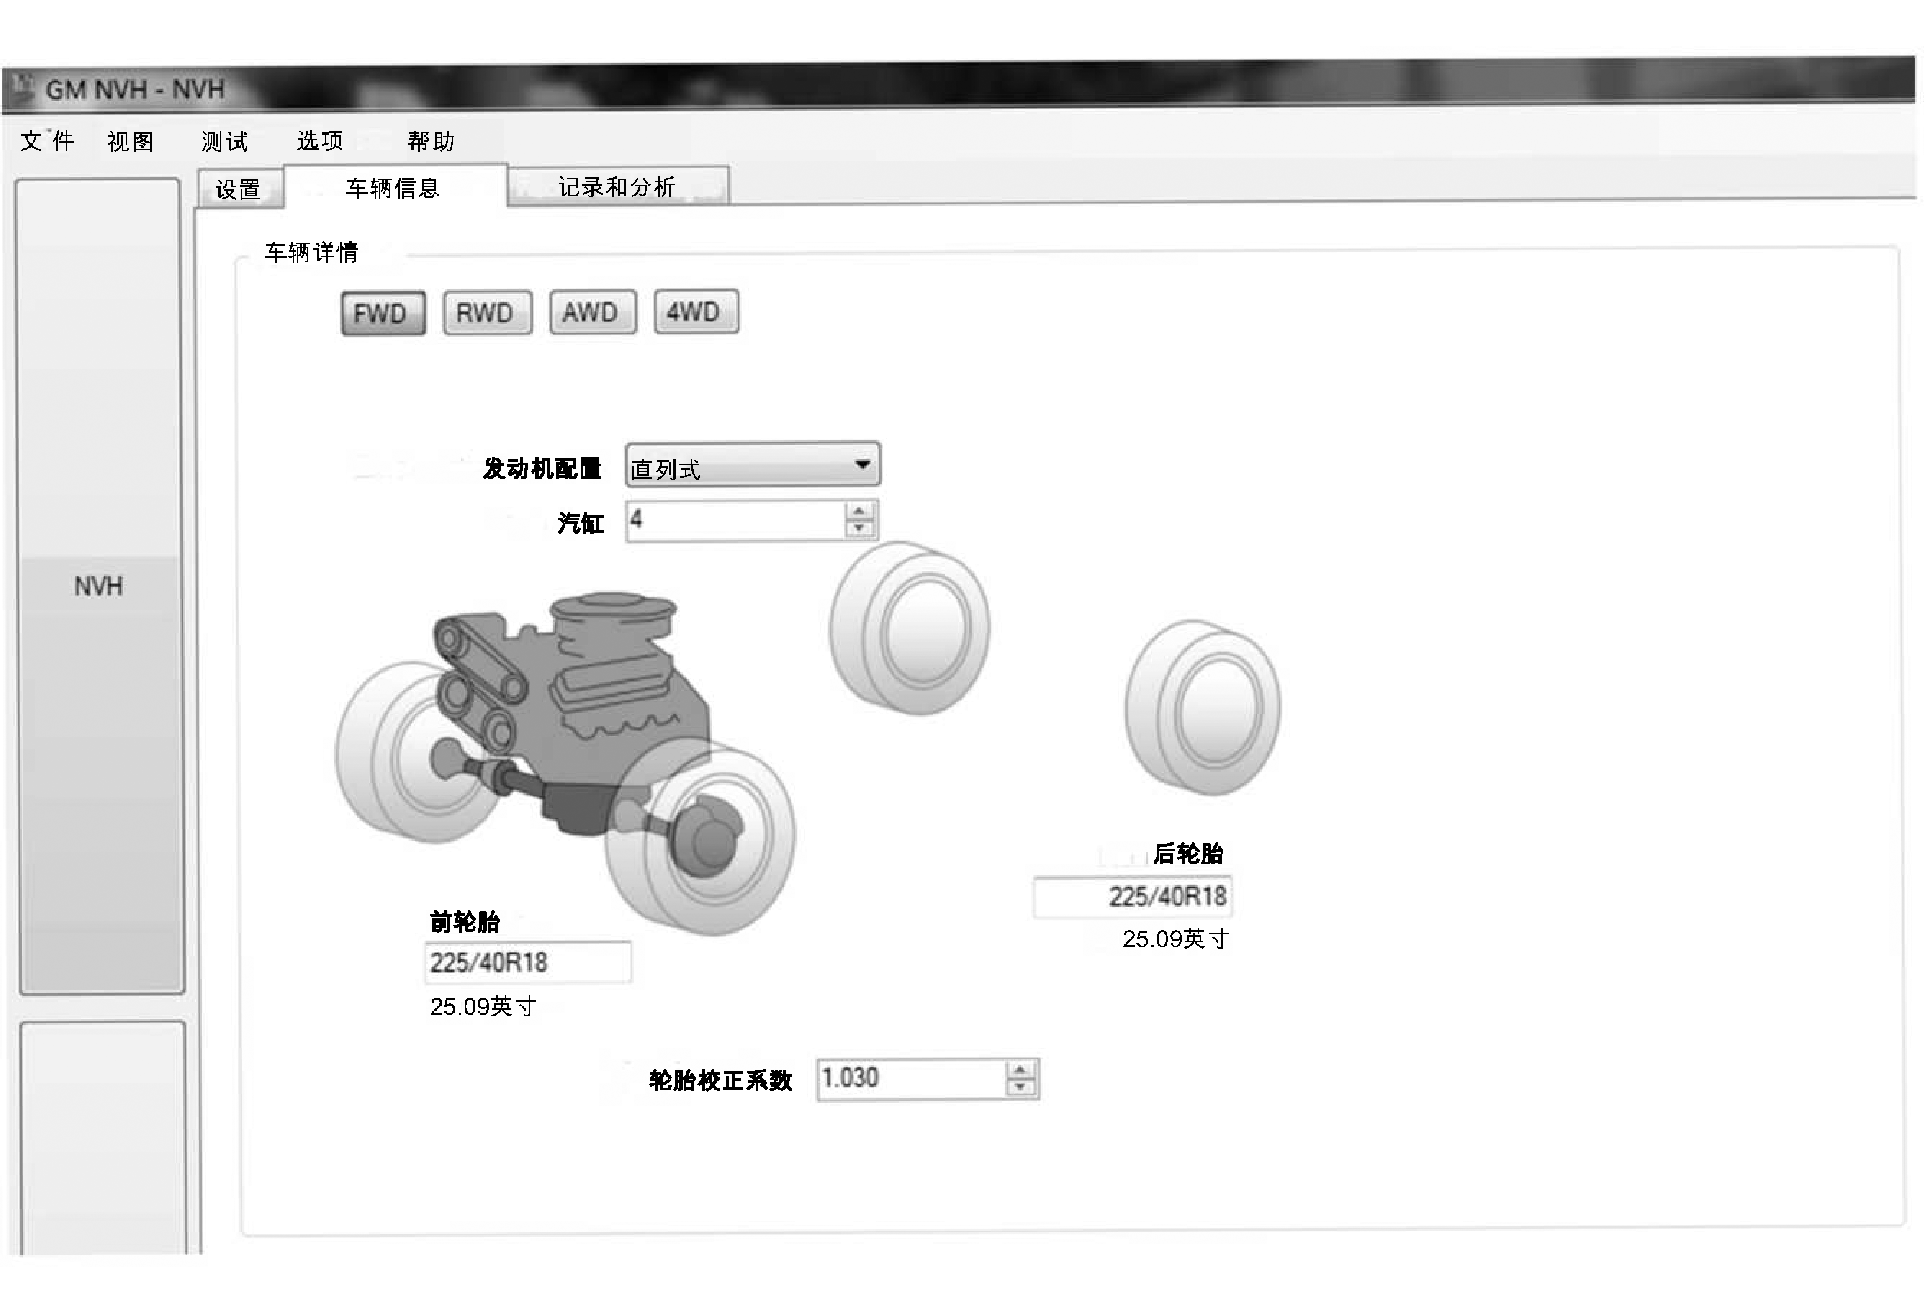 GM NVH - NVH
文件 视图 测试 选项 帮助
设置 车辆信息 记录和分析
车辆详情
FWD RWD AWD 4WD
发动机配置 直列式
汽缸 4
NVH
后轮胎
225/40R18
25.09英寸
前轮胎
225/40R18
25.09英寸
轮胎校正系数 1.030